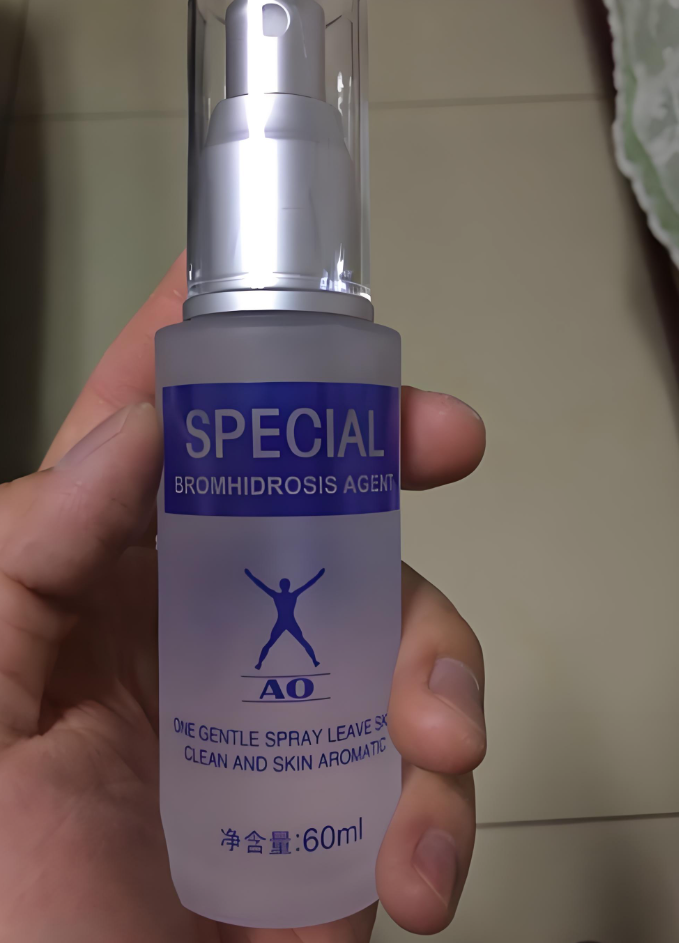 SPECIAL
BROMHIDROSIS AGENT
AO
ONE GENTLE SPRAY LEAVE
CLEAN AND SKIN AROMATIC
净含量:60ml